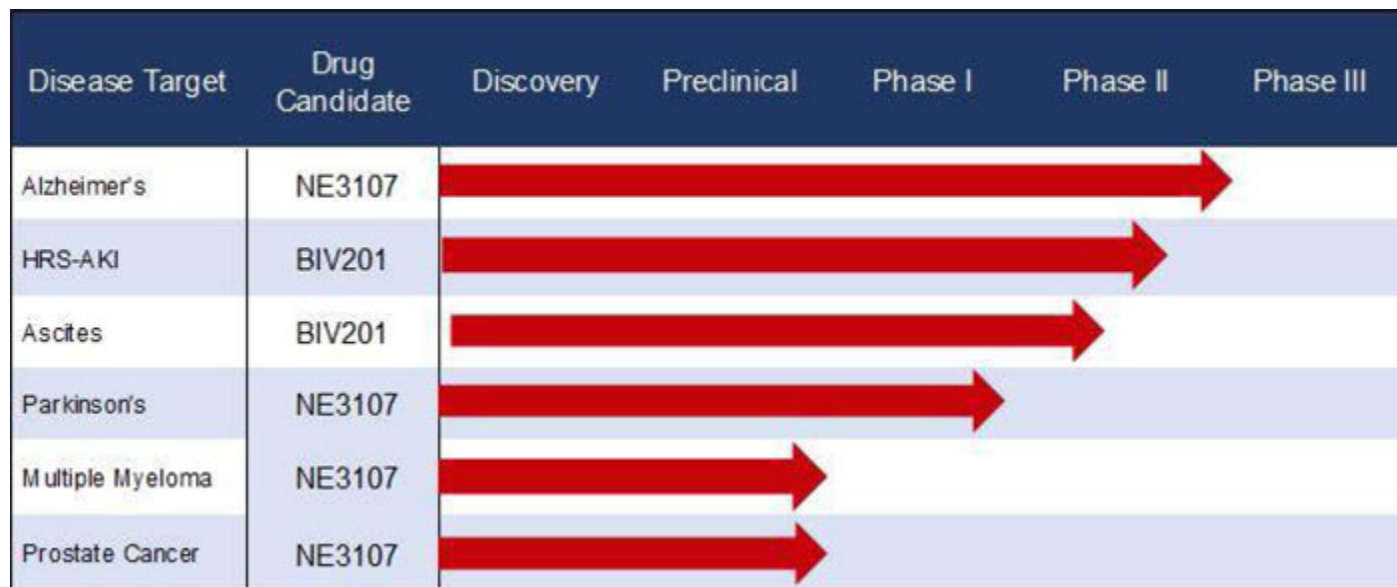 Disease Target
Drug
Candidate
Discovery
Preclinical
Phase I
Phase II
Phase III
Alzheimer's
NE3107
HRS-AKI
BIV201
Ascites
BIV201
Parkinson's
NE3107
Multiple Myeloma
NE3107
Prostate Cancer
NE3107